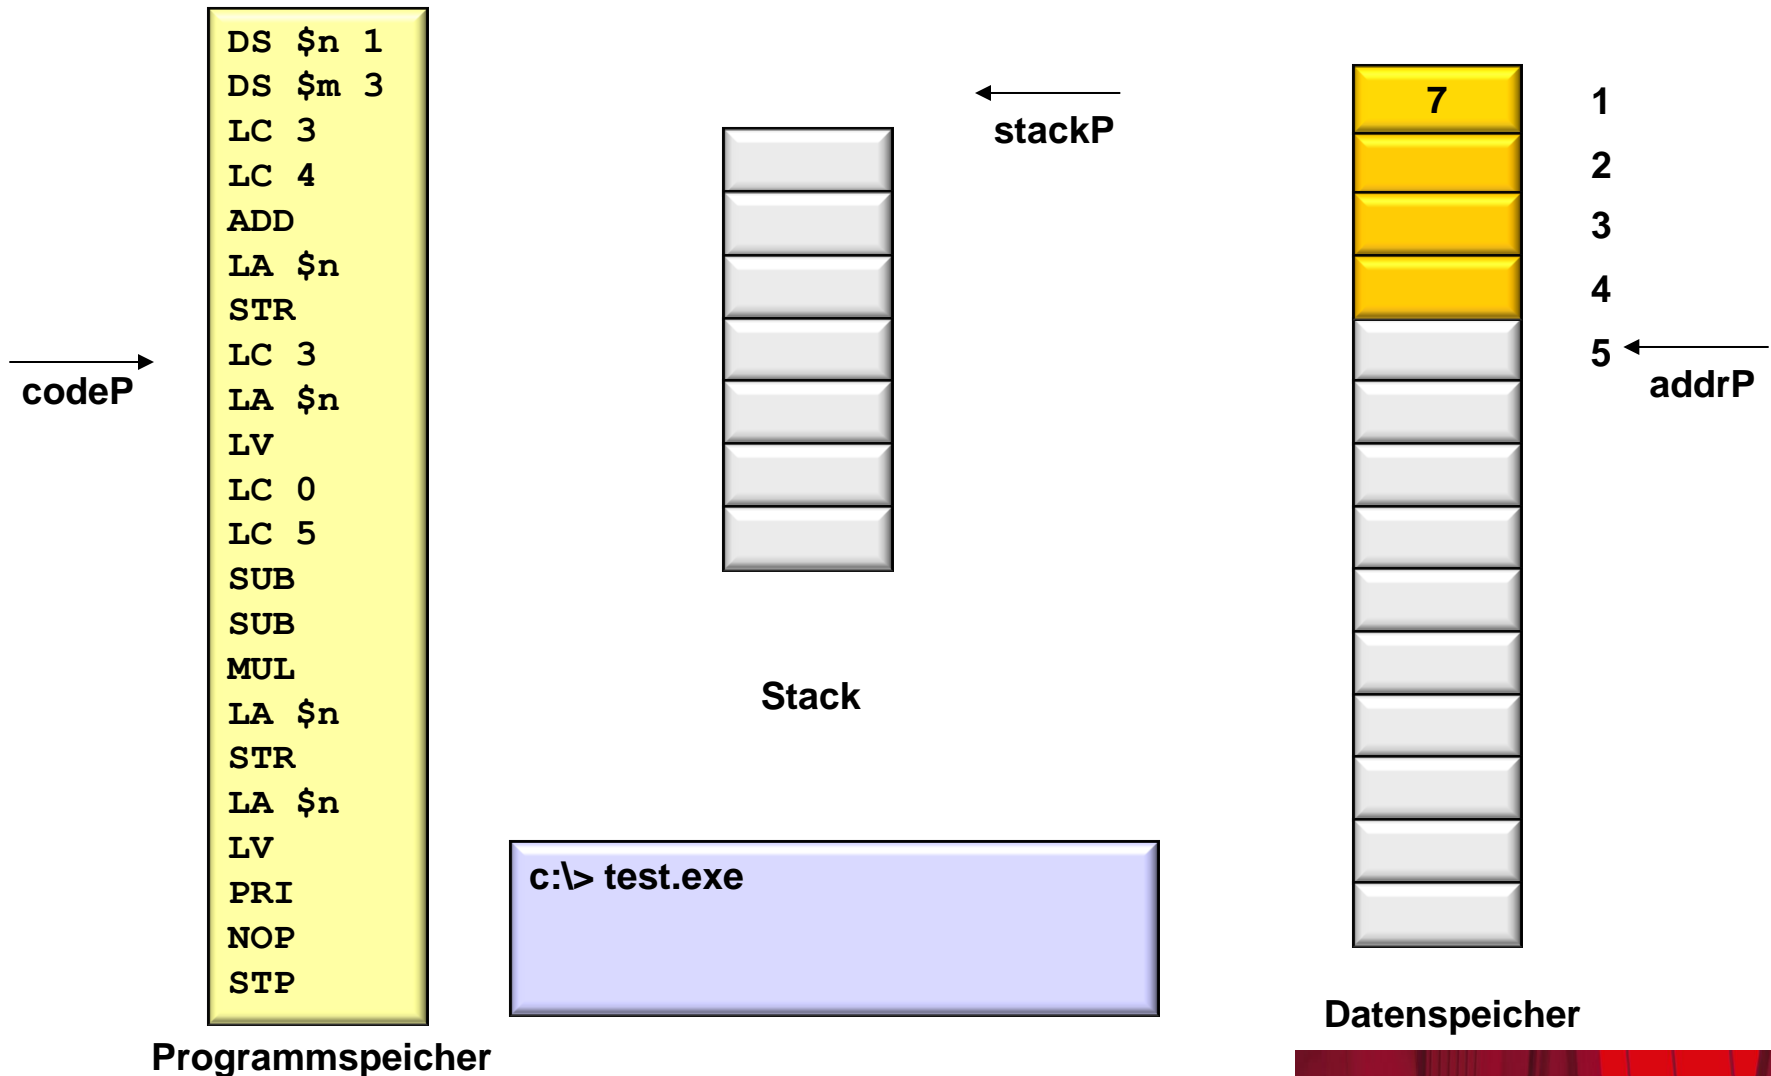 DS $n 1
DS $m 3
LC 3
LC 4
ADD
LA $n
STR
LC 3
LA $n
LV
LC 0
LC 5
SUB
SUB
MUL
LA $n
STR
LA $n
LV
PRI
NOP
STP
codeP
Programmspeicher
stackP
Stack
c:\> test.exe
7
1
2
3
4
5
addrP
Datenspeicher